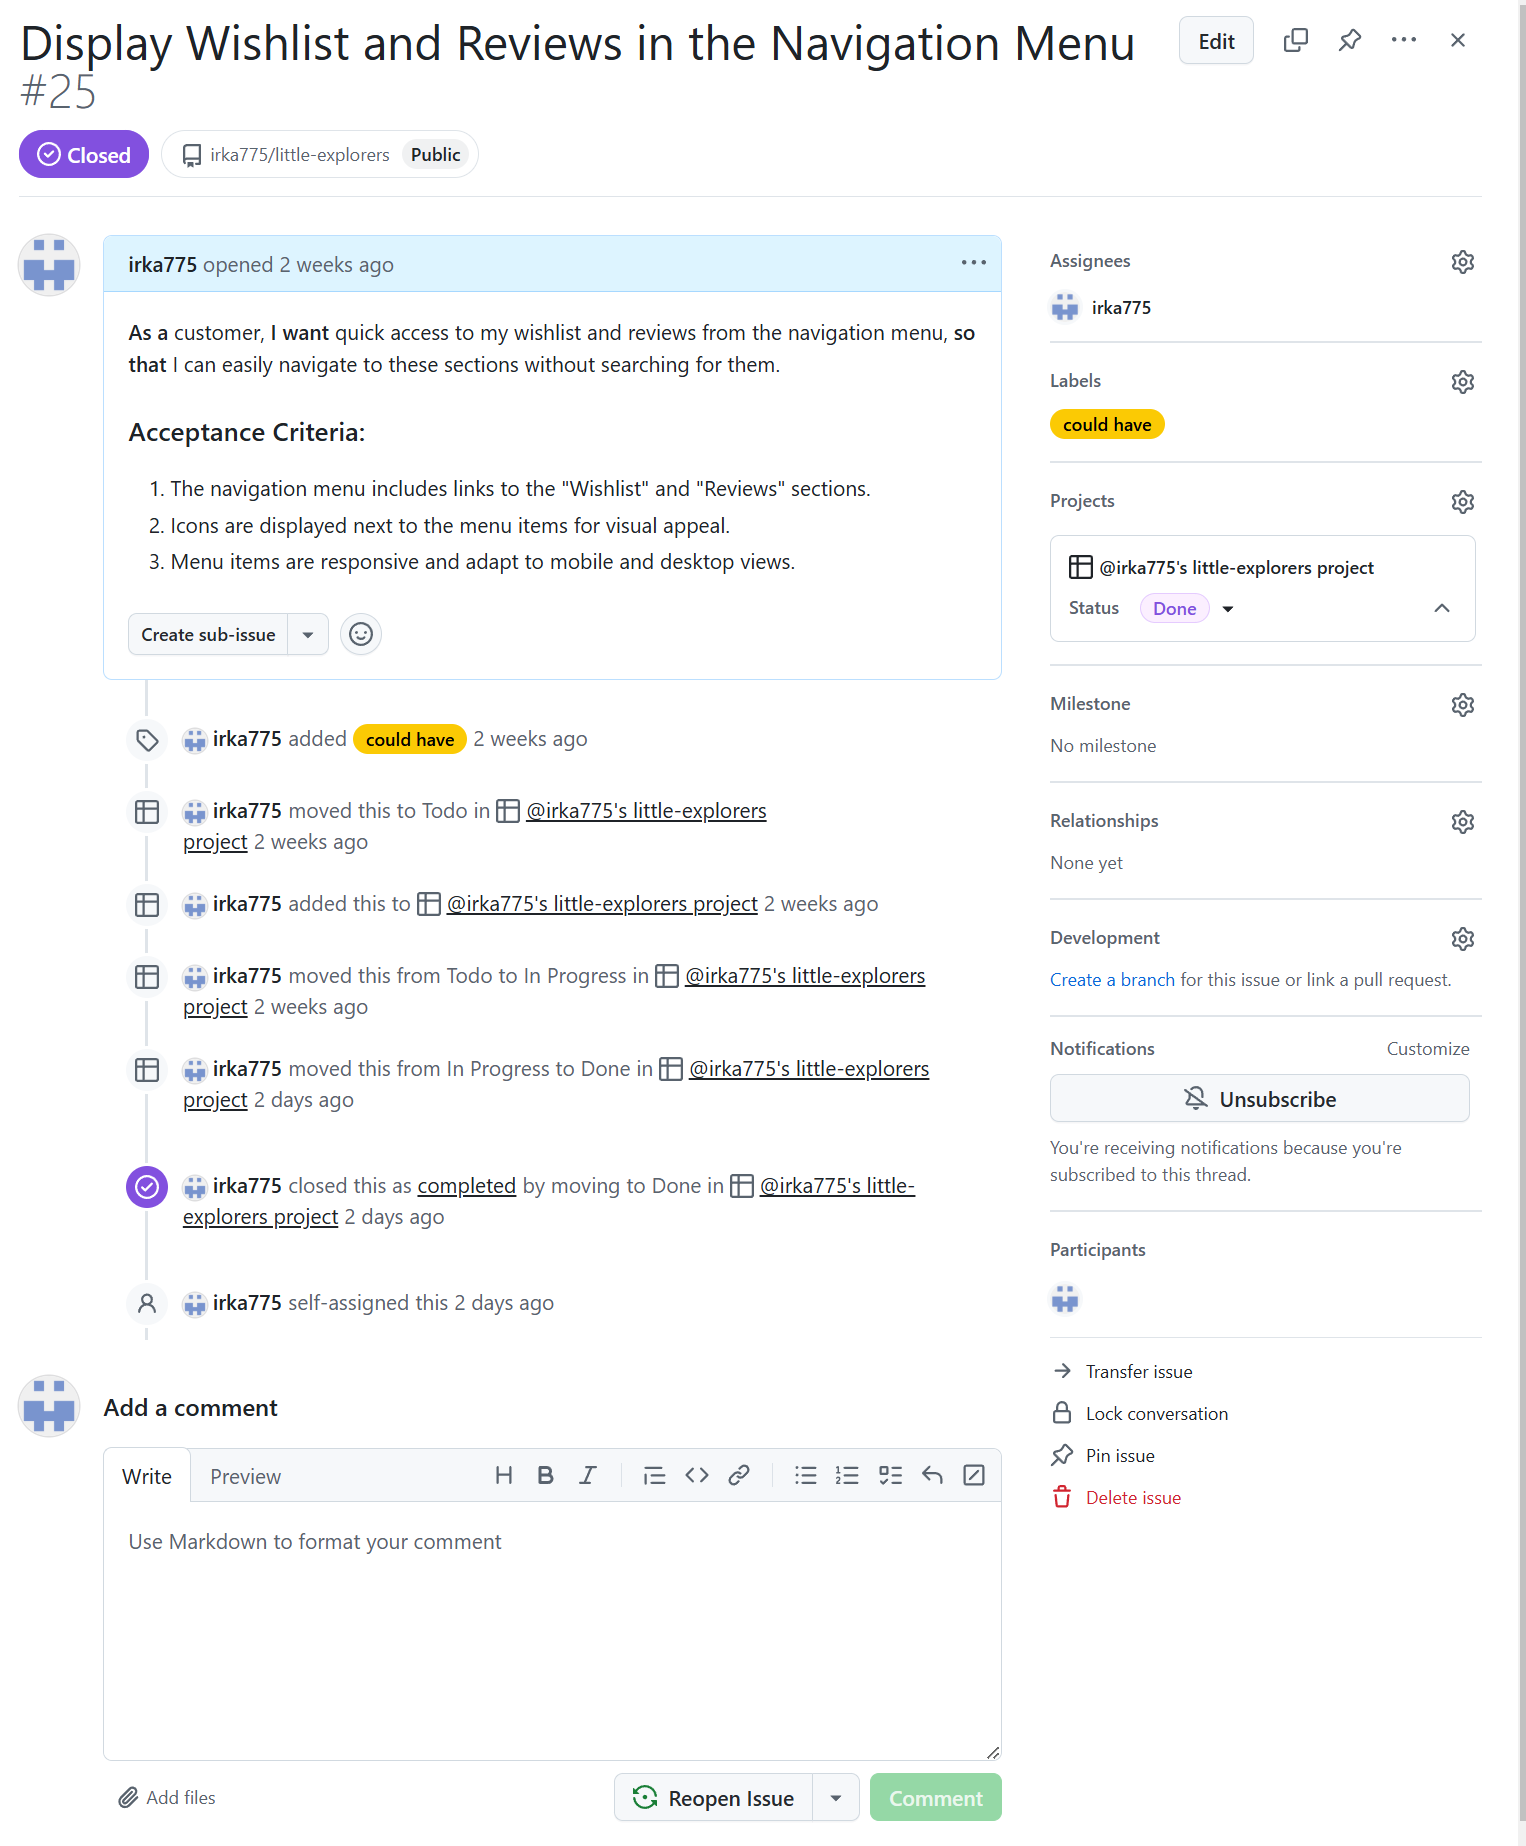 Display Wishlist and Reviews in the Navigation Menu
#25
Edit
Closed
irka775/little-explorers Public
irka775 opened 2 weeks ago
As a customer, I want quick access to my wishlist and reviews from the navigation menu, so
that I can easily navigate to these sections without searching for them.
Acceptance Criteria:
1. The navigation menu includes links to the "Wishlist" and "Reviews" sections.
2. Icons are displayed next to the menu items for visual appeal.
3. Menu items are responsive and adapt to mobile and desktop views.
Create sub-issue
irka775 added could have 2 weeks ago
irka775 moved this to Todo in @irka775's little-explorers
project 2 weeks ago
irka775 added this to @irka775's little-explorers project 2 weeks ago
irka775 moved this from Todo to In Progress in @irka775's little-explorers
project 2 weeks ago
irka775 moved this from In Progress to Done in @irka775's little-explorers
project 2 days ago
irka775 closed this as completed by moving to Done in @irka775's little-
explorers project 2 days ago
irka775 self-assigned this 2 days ago
Add a comment
Write
Preview
Use Markdown to format your comment
Add files
Reopen Issue
Comment
Assignees
irka775
Labels
could have
Projects
@irka775's little-explorers project
Status Done
Milestone
No milestone
Relationships
None yet
Development
Create a branch for this issue or link a pull request.
Notifications
Customize
Unsubscribe
You're receiving notifications because you're
subscribed to this thread.
Participants
Transfer issue
Lock conversation
Pin issue
Delete issue